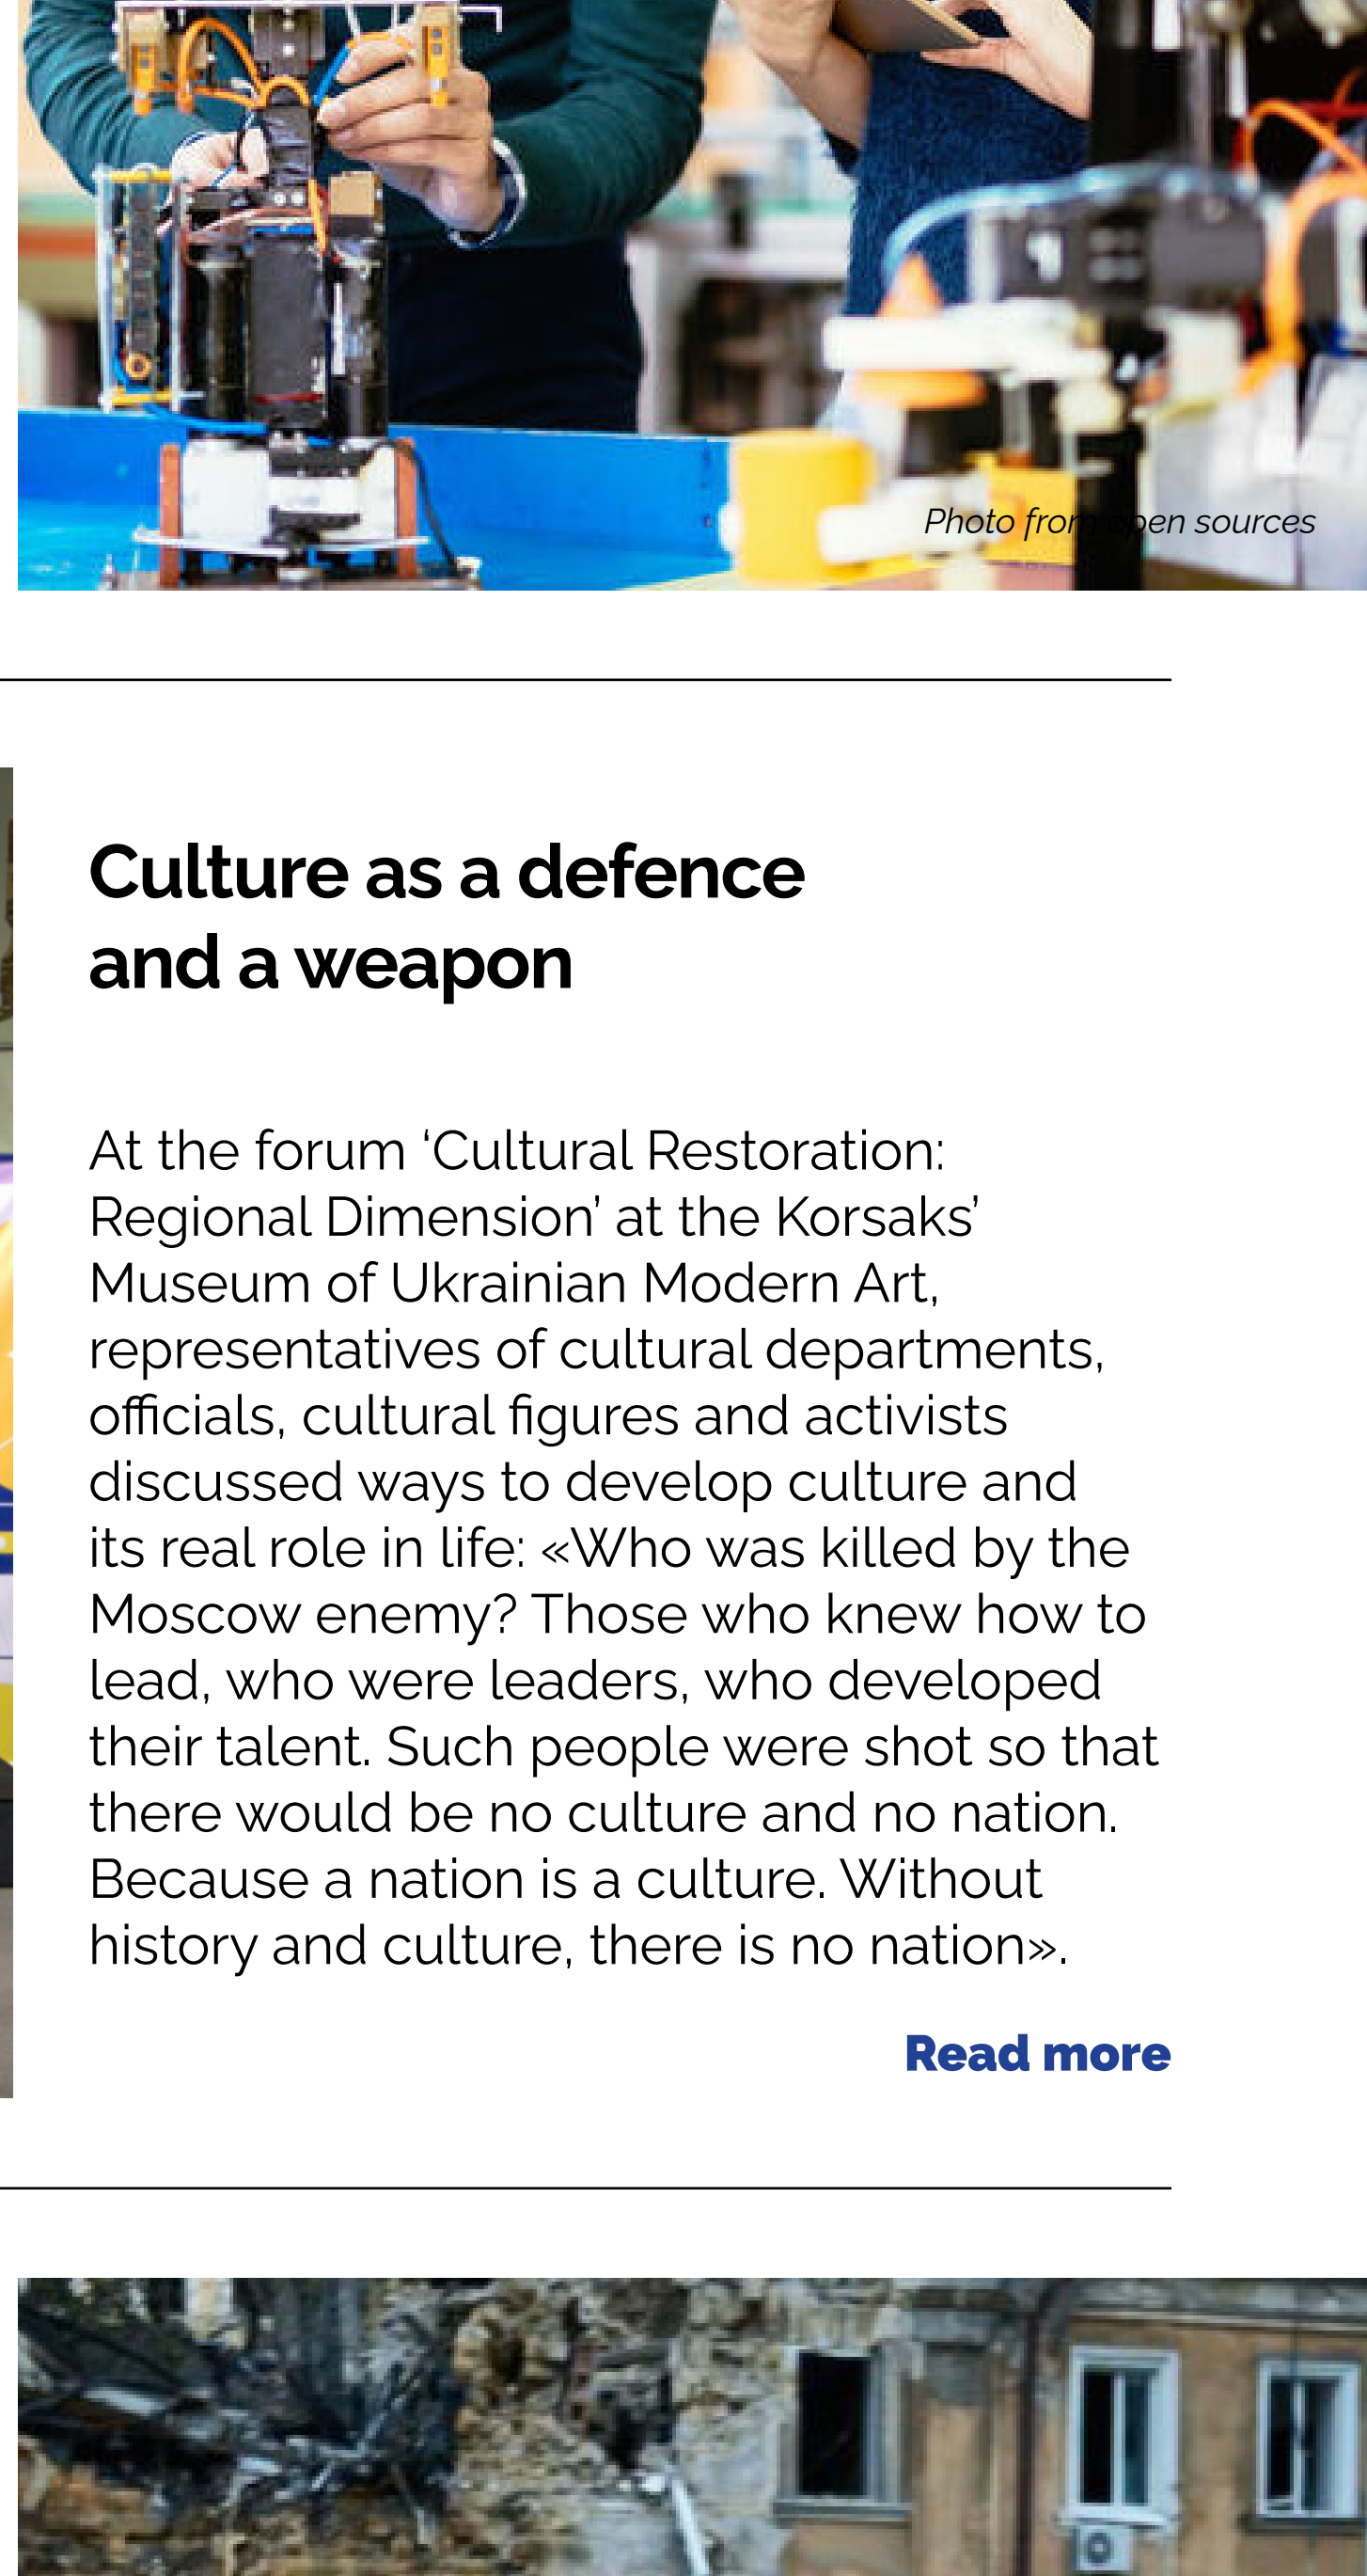 Photo from open sources
Culture as a defence
and a weapon
At the forum ‘Cultural Restoration:
Regional Dimension’ at the Korsaks’
Museum of Ukrainian Modern Art,
representatives of cultural departments,
officials, cultural figures and activists
discussed ways to develop culture and
its real role in life: «Who was killed by the
Moscow enemy? Those who knew how to
lead, who were leaders, who developed
their talent. Such people were shot so that
there would be no culture and no nation.
Because a nation is a culture. Without
history and culture, there is no nation».
Read more